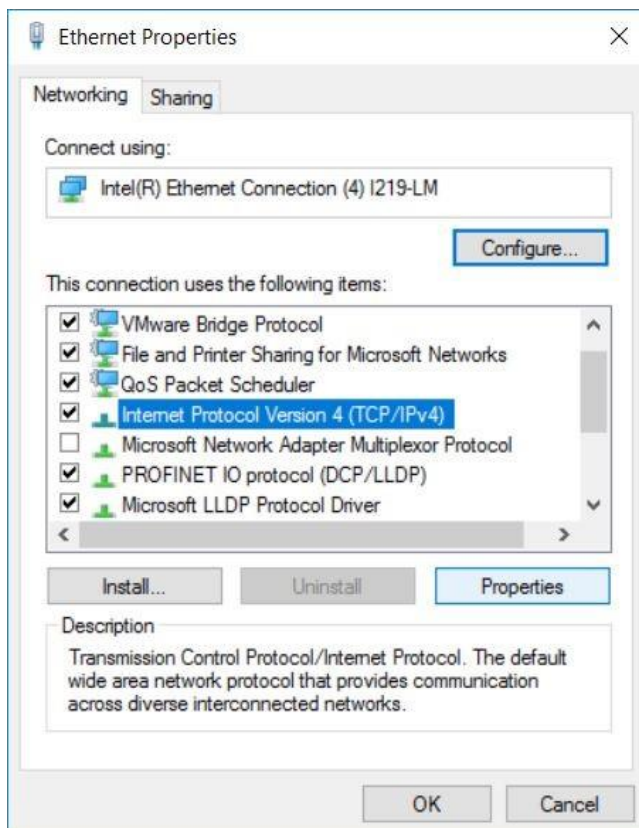 Ethernet Properties
Networking
Sharing
Connect using:
Intel(R) Ethernet Connection (4) I219-LM
Configure...
This connection uses the following items:
VMware Bridge Protocol
File and Printer Sharing for Microsoft Networks
QoS Packet Scheduler
Internet Protocol Version 4 (TCP/IPv4)
Microsoft Network Adapter Multiplexor Protocol
PROFINET IO protocol (DCP/LLDP)
Microsoft LLDP Protocol Driver
Install...
Uninstall
Properties
Description
Transmission Control Protocol/Internet Protocol. The default
wide area network protocol that provides communication
across diverse interconnected networks.
OK
Cancel